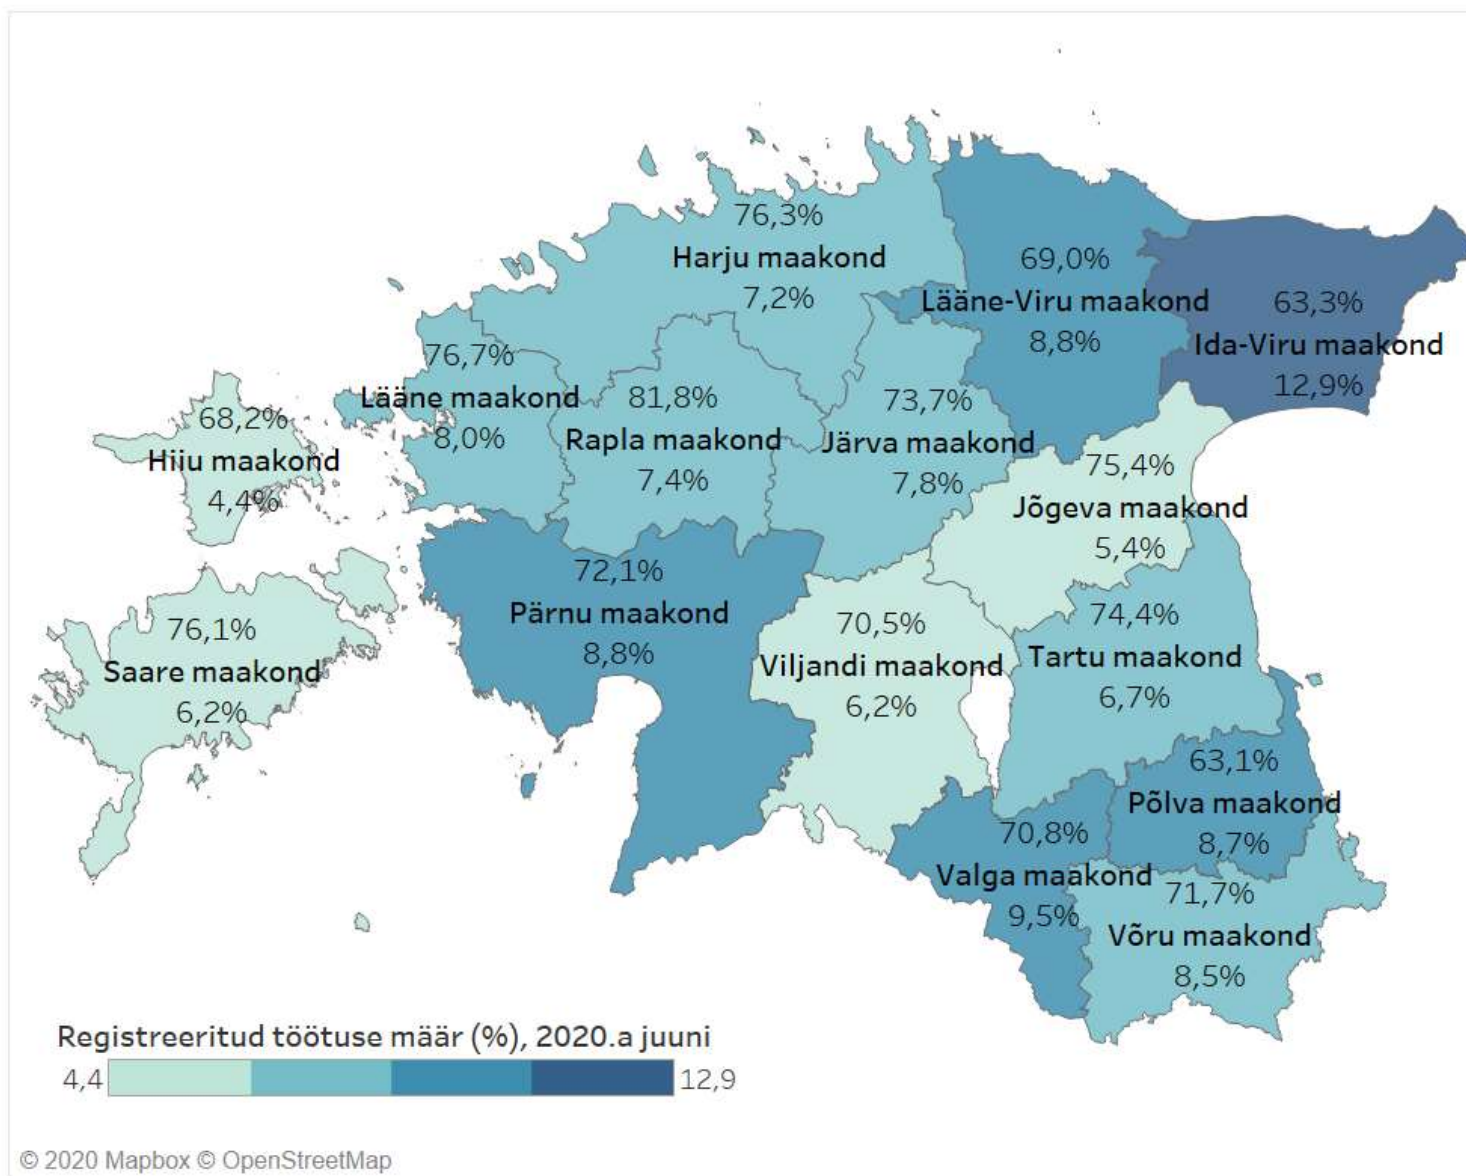 76,3%
Harju maakond
7,2%
69,0%
Lääne-Viru maakond
8,8%
63,3%
Ida-Viru maakond
12,9%
76,7%
Lääne maakond
8,0%
81,8%
Rapla maakond
7,4%
73,7%
Järva maakond
7,8%
68,2%
Hiiu maakond
4,4%
75,4%
Jõgeva maakond
5,4%
72,1%
Pärnu maakond
8,8%
76,1%
Saare maakond
6,2%
70,5%
Viljandi maakond
6,2%
74,4%
Tartu maakond
6,7%
63,1%
Põlva maakond
8,7%
70,8%
Valga maakond
9,5%
71,7%
Võru maakond
8,5%
Registreeritud töötuse määr (%), 2020.a juuni
4,4 12,9
© 2020 Mapbox © OpenStreetMap